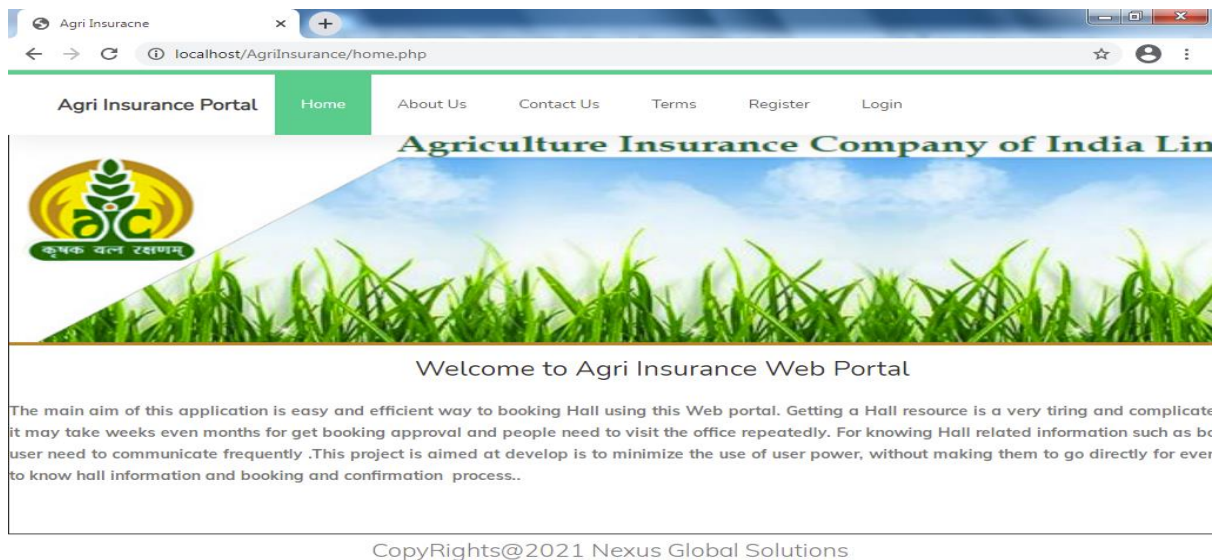 Agri Insuracne
localhost/AgriInsurance/home.php
Agri Insurance Portal Home About Us Contact Us Terms Register Login
Agriculture Insurance Company of India Lim
कृषक यत्न रक्षणम्
Welcome to Agri Insurance Web Portal
The main aim of this application is easy and efficient way to booking Hall using this Web portal. Getting a Hall resource is a very tiring and complicate
it may take weeks even months for get booking approval and people need to visit the office repeatedly. For knowing Hall related information such as bo
user need to communicate frequently .This project is aimed at develop is to minimize the use of user power, without making them to go directly for ever
to know hall information and booking and confirmation process..
CopyRights@2021 Nexus Global Solutions